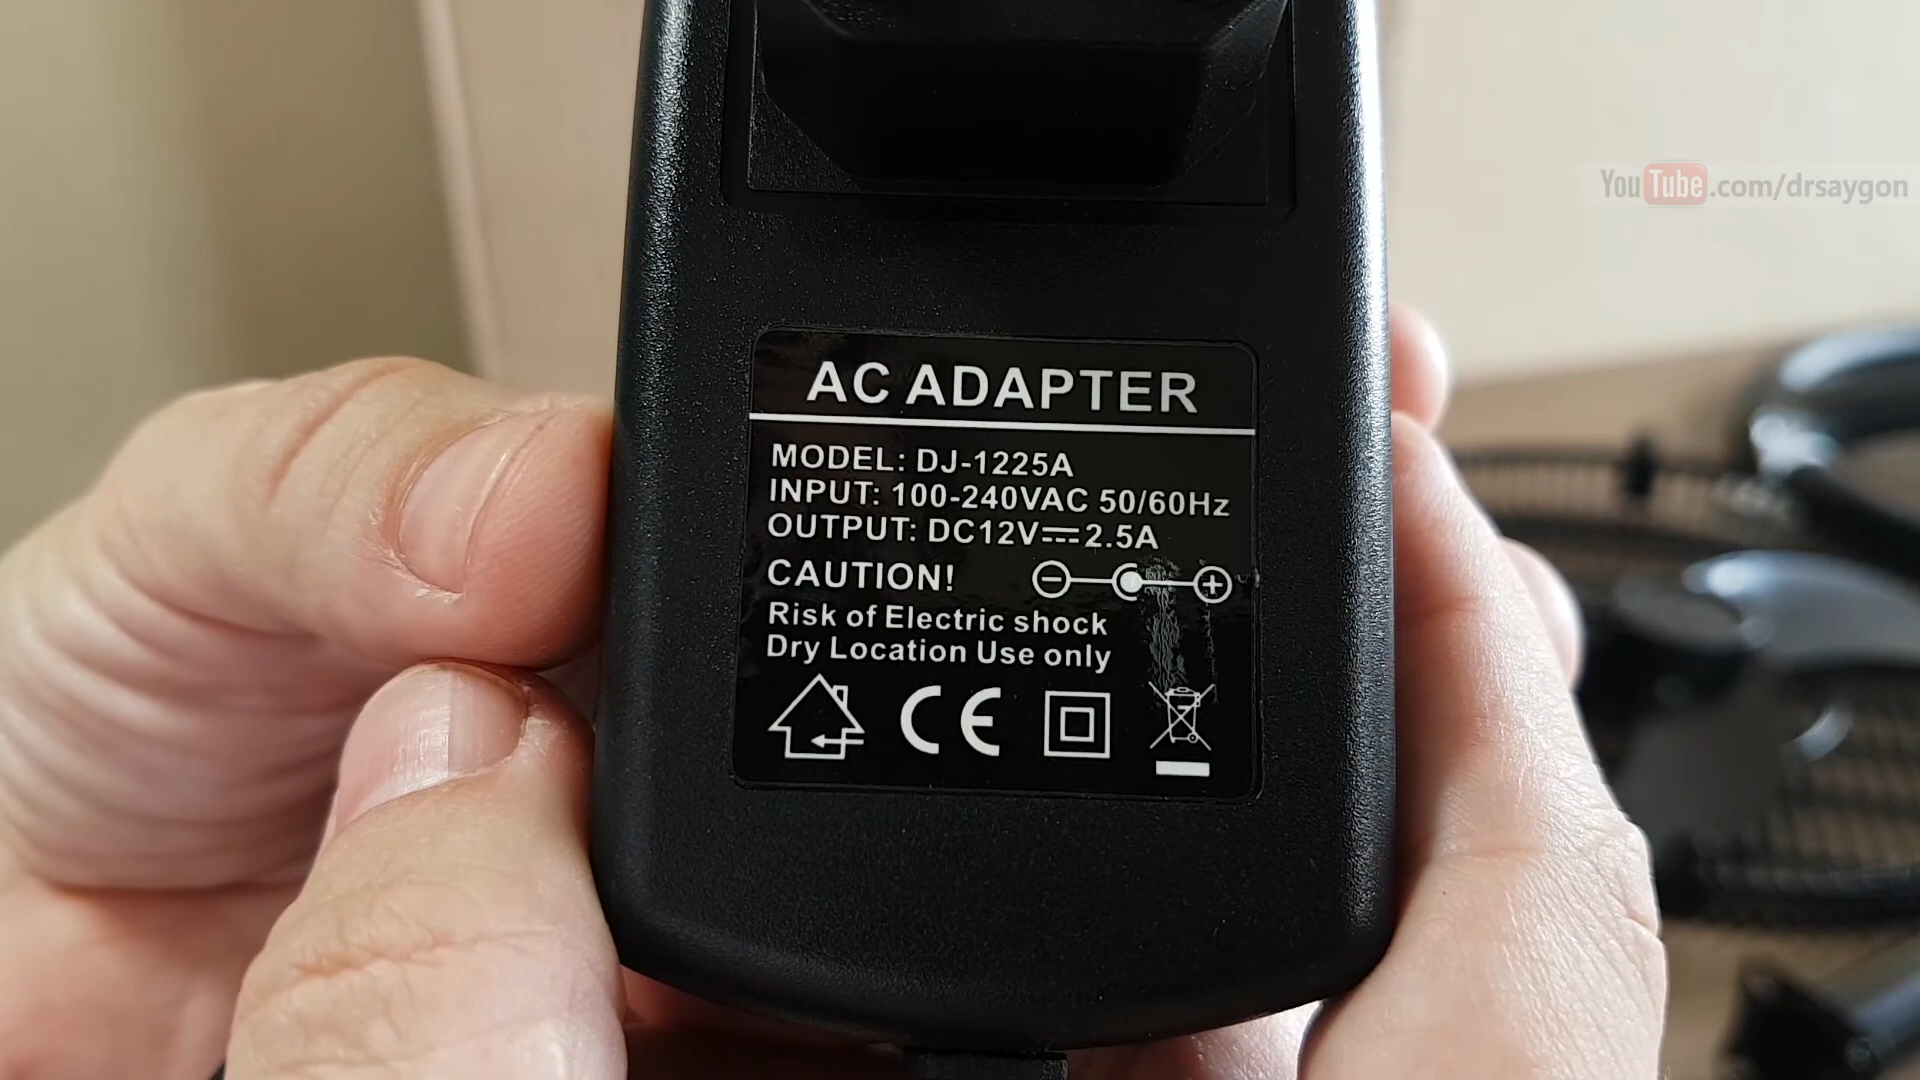 YouTube.com/drsaygon
AC ADAPTER
MODEL: DJ-1225A
INPUT: 100-240VAC 50/60Hz
OUTPUT: DC12V⎓2.5A
CAUTION!
Risk of Electric shock
Dry Location Use only
CE